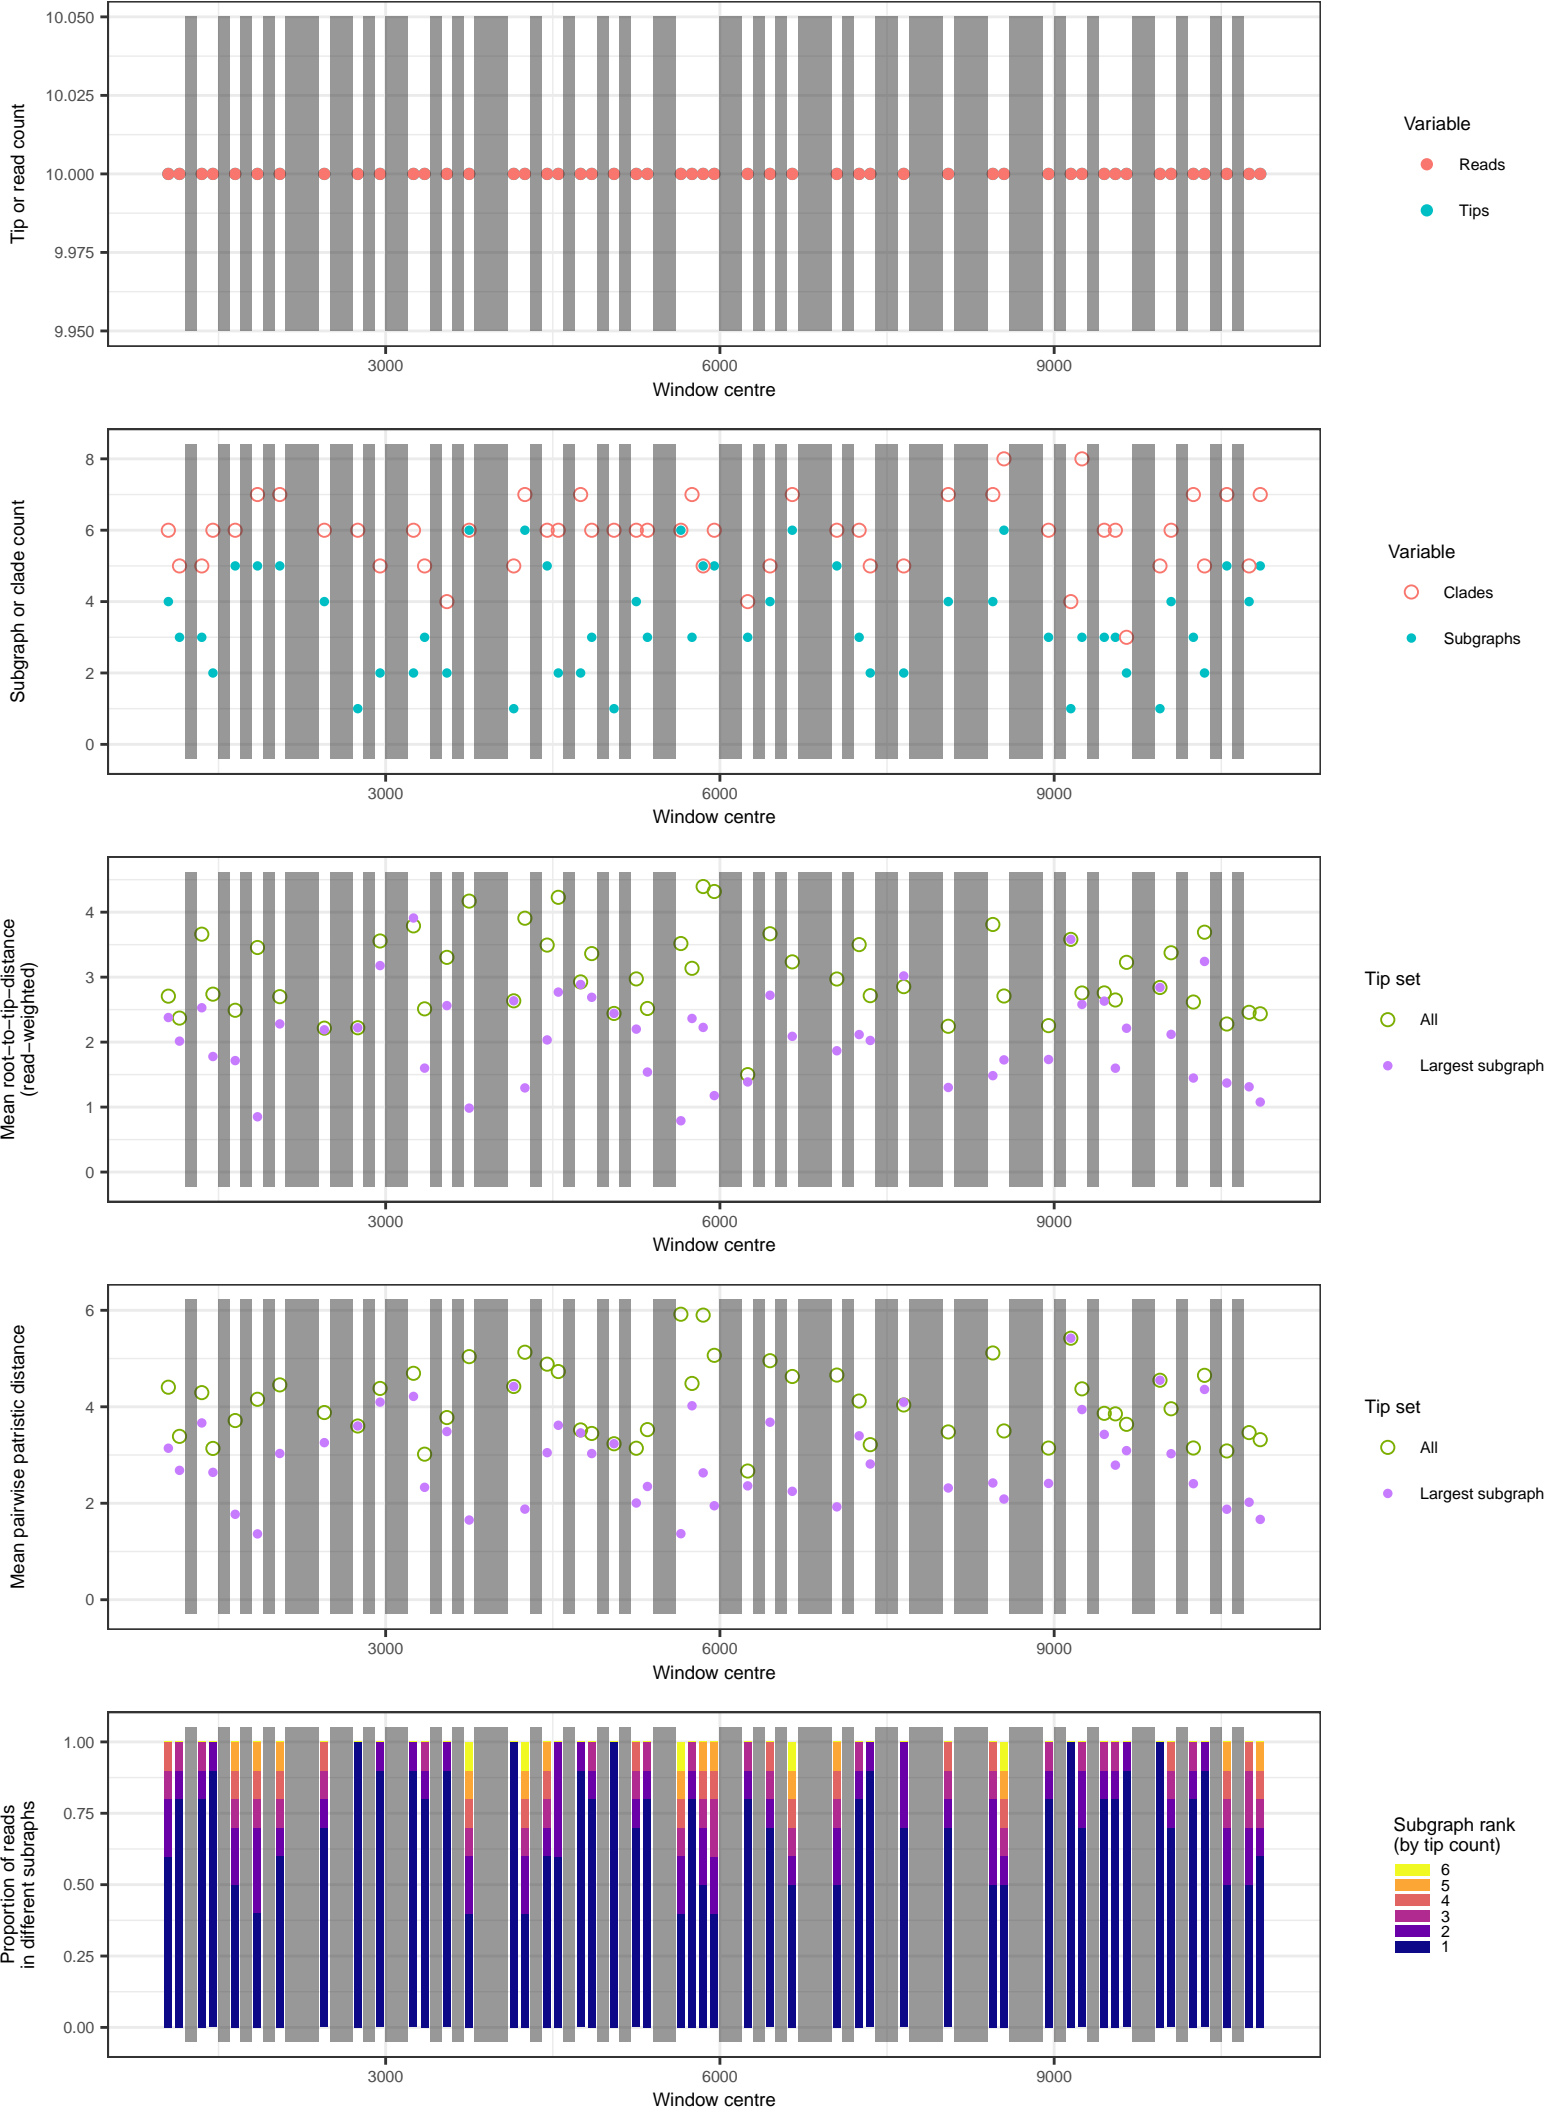 10.050
10.025
10.000
9.975
9.950
Tip or read count
3000
6000
9000
Window centre
Variable
Reads
Tips
8
6
4
2
0
Subgraph or clade count
3000
6000
9000
Window centre
Variable
Clades
Subgraphs
4
3
2
1
0
Mean root−to−tip−distance
(read−weighted)
3000
6000
9000
Window centre
Tip set
All
Largest subgraph
6
4
2
0
Mean pairwise patristic distance
3000
6000
9000
Window centre
Tip set
All
Largest subgraph
1.00
0.75
0.50
0.25
0.00
Proportion of reads
in different subraphs
3000
6000
9000
Window centre
Subgraph rank
(by tip count)
6
5
4
3
2
1